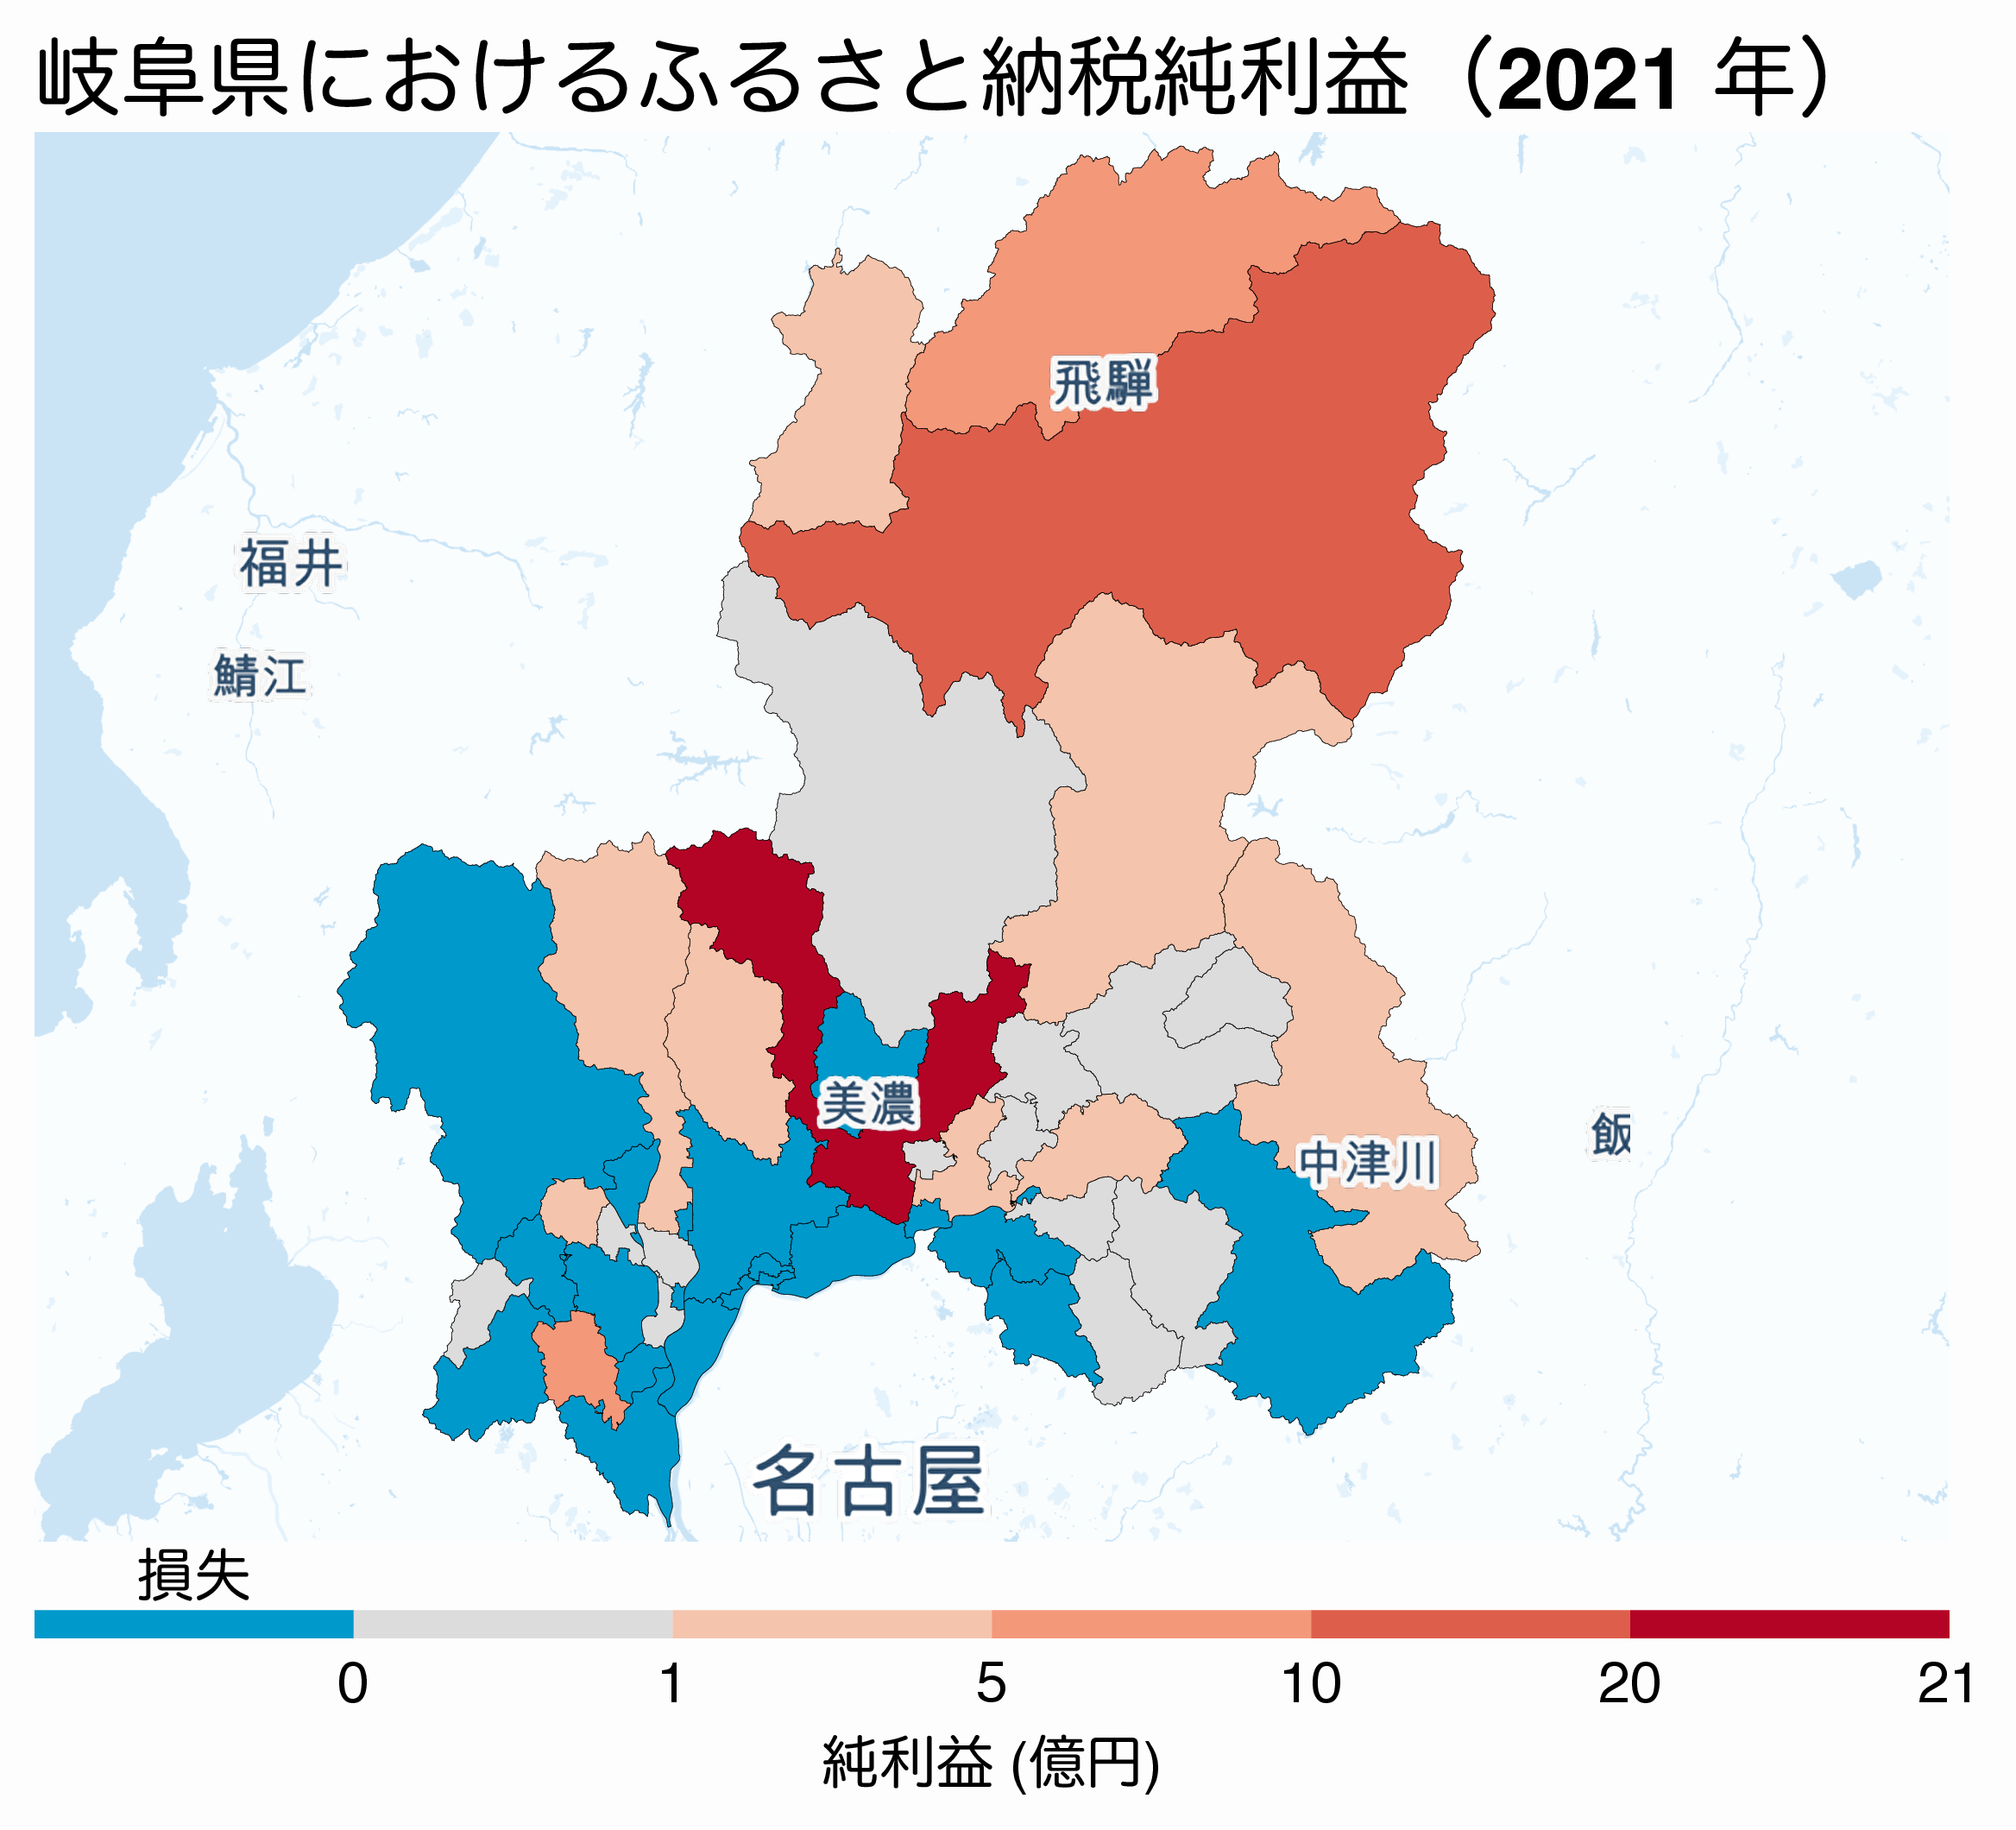 岐阜県におけるふるさと納税純利益（2021 年）
飛騨
福井
鯖江
美濃
中津川
飯
名古屋
損失
0 1 5 10 20 21
純利益 (億円)